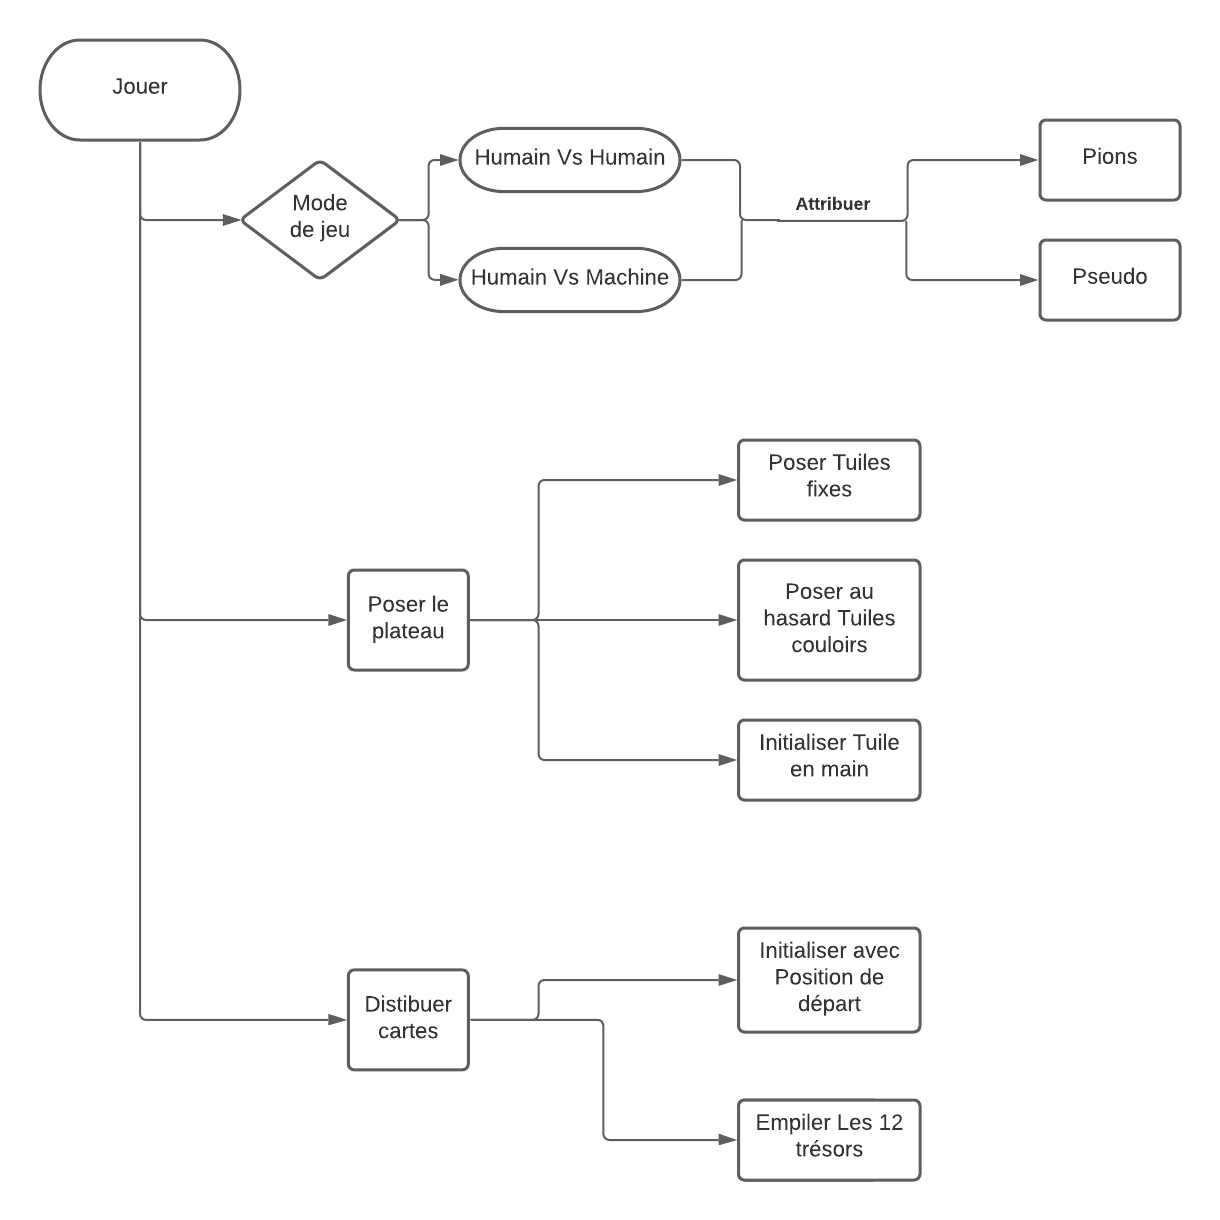 Jouer
Mode
de jeu
Humain Vs Humain
Humain Vs Machine
Attribuer
Pions
Pseudo
Poser le
plateau
Poser Tuiles
fixes
Poser au
hasard Tuiles
couloirs
Initialiser Tuile
en main
Distibuer
cartes
Initialiser avec
Position de
départ
Empiler Les 12
trésors